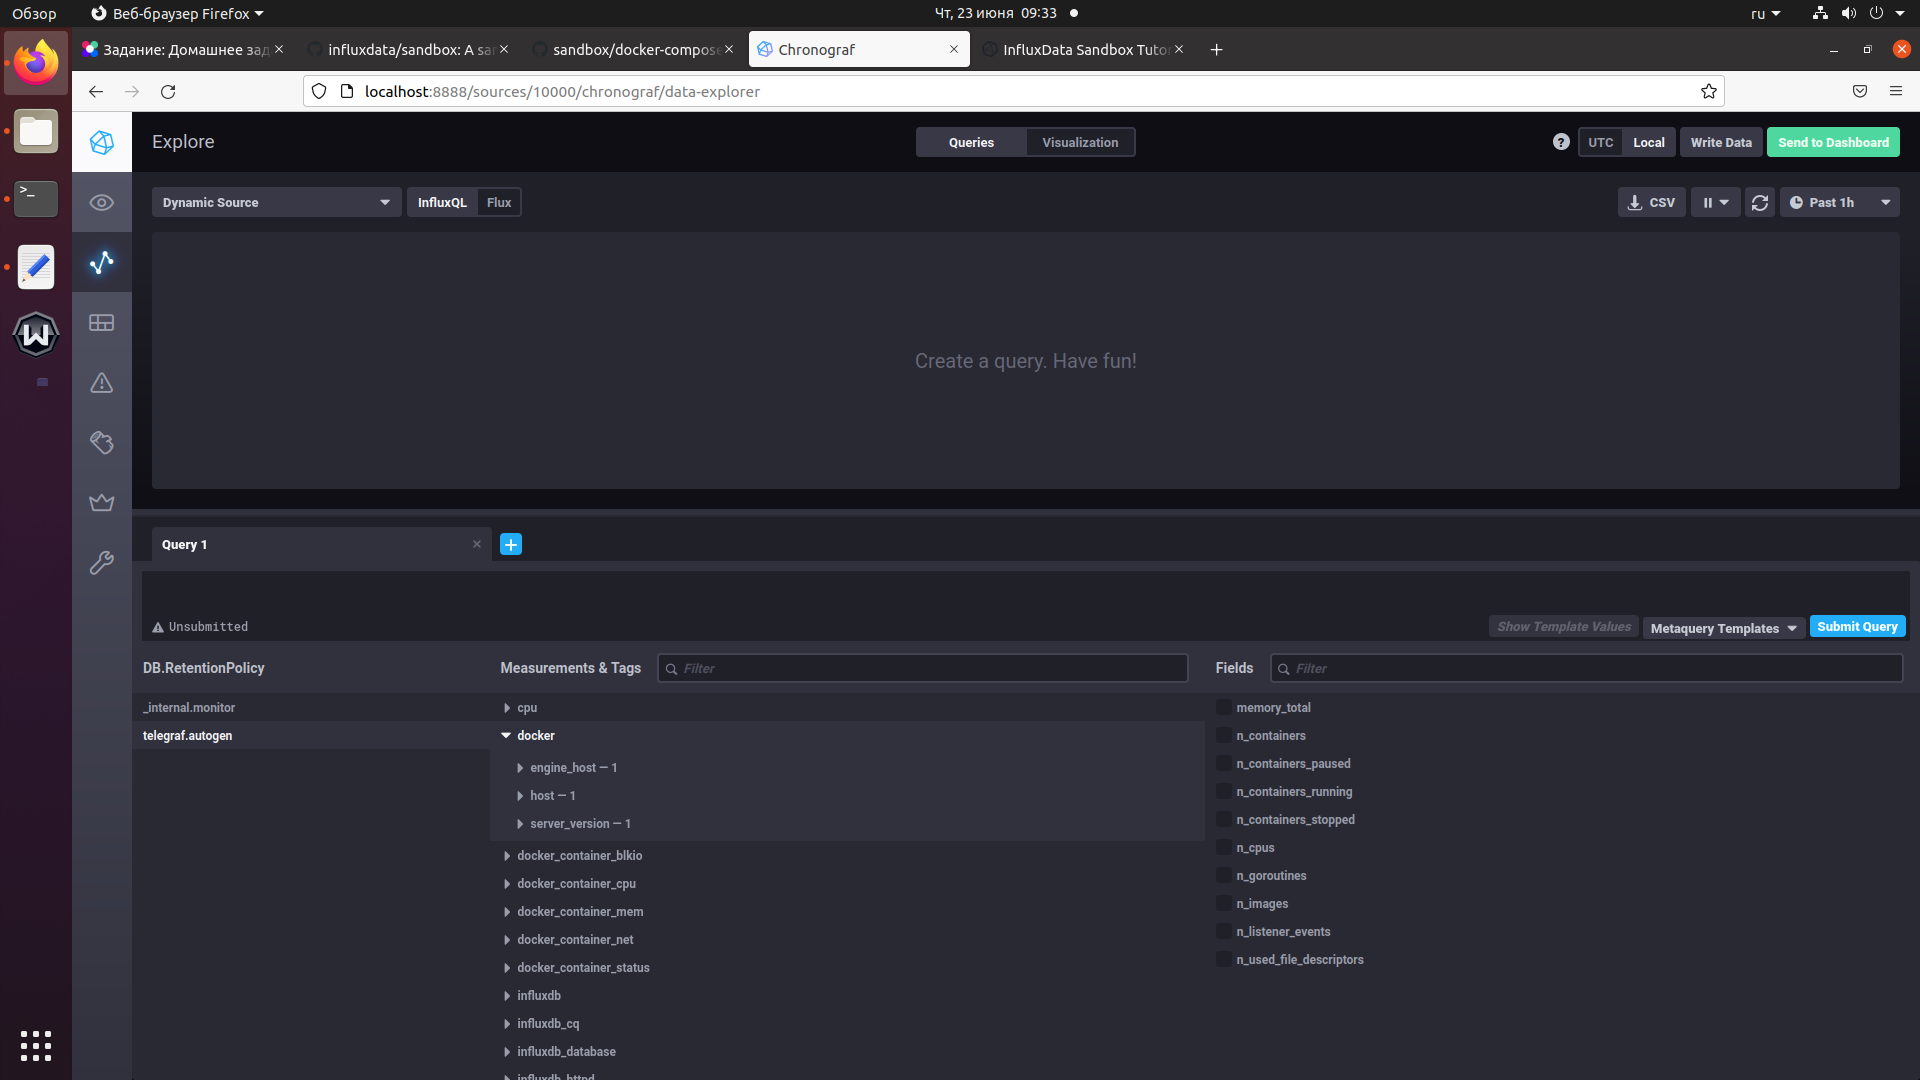 Обзор
Веб-браузер Firefox
Чт, 23 июня 09:33
ru
Задание: Домашнее зад
influxdata/sandbox: A sa
sandbox/docker-compose
Chronograf
InfluxData Sandbox Tutor
localhost:8888/sources/10000/chronograf/data-explorer
Explore
Queries
Visualization
?
UTC
Local
Write Data
Send to Dashboard
Dynamic Source
InfluxQL
Flux
CSV
Past 1h
Create a query. Have fun!
Query 1
Unsubmitted
Show Template Values
Metaquery Templates
Submit Query
DB.RetentionPolicy
Measurements & Tags
Filter
Fields
Filter
_internal.monitor
telegraf.autogen
cpu
docker
engine_host — 1
host — 1
server_version — 1
docker_container_blkio
docker_container_cpu
docker_container_mem
docker_container_net
docker_container_status
influxdb
influxdb_cq
influxdb_database
influxdb_httpd
memory_total
n_containers
n_containers_paused
n_containers_running
n_containers_stopped
n_cpus
n_goroutines
n_images
n_listener_events
n_used_file_descriptors